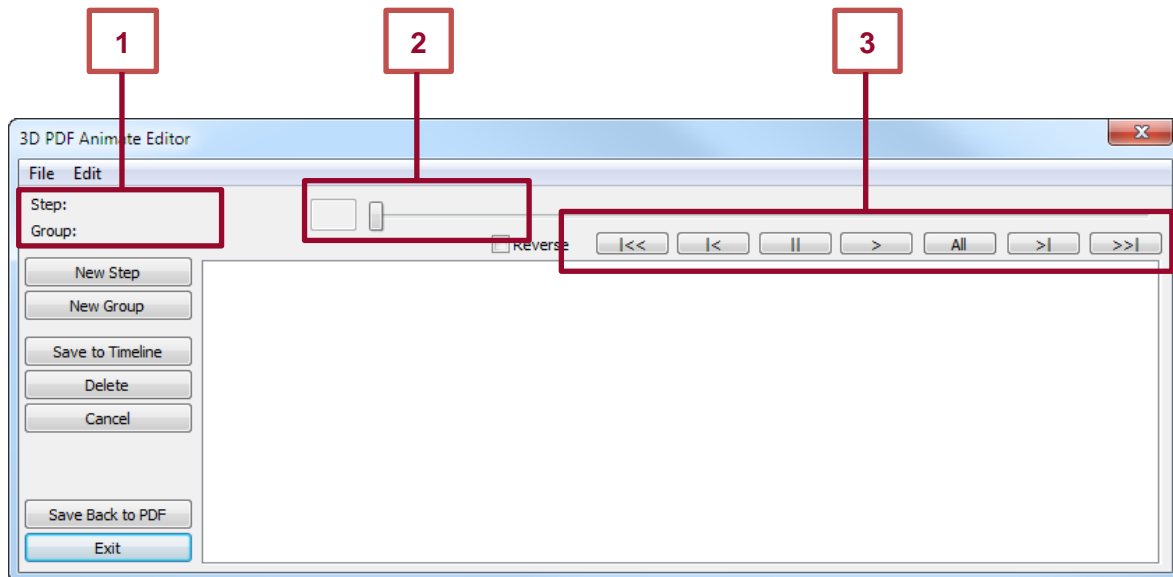 1 2 3
3D PDF Animate Editor x
File Edit
Step:
Group:
Reverse |<< |< || > All >| >>|
New Step
New Group
Save to Timeline
Delete
Cancel
Save Back to PDF
Exit